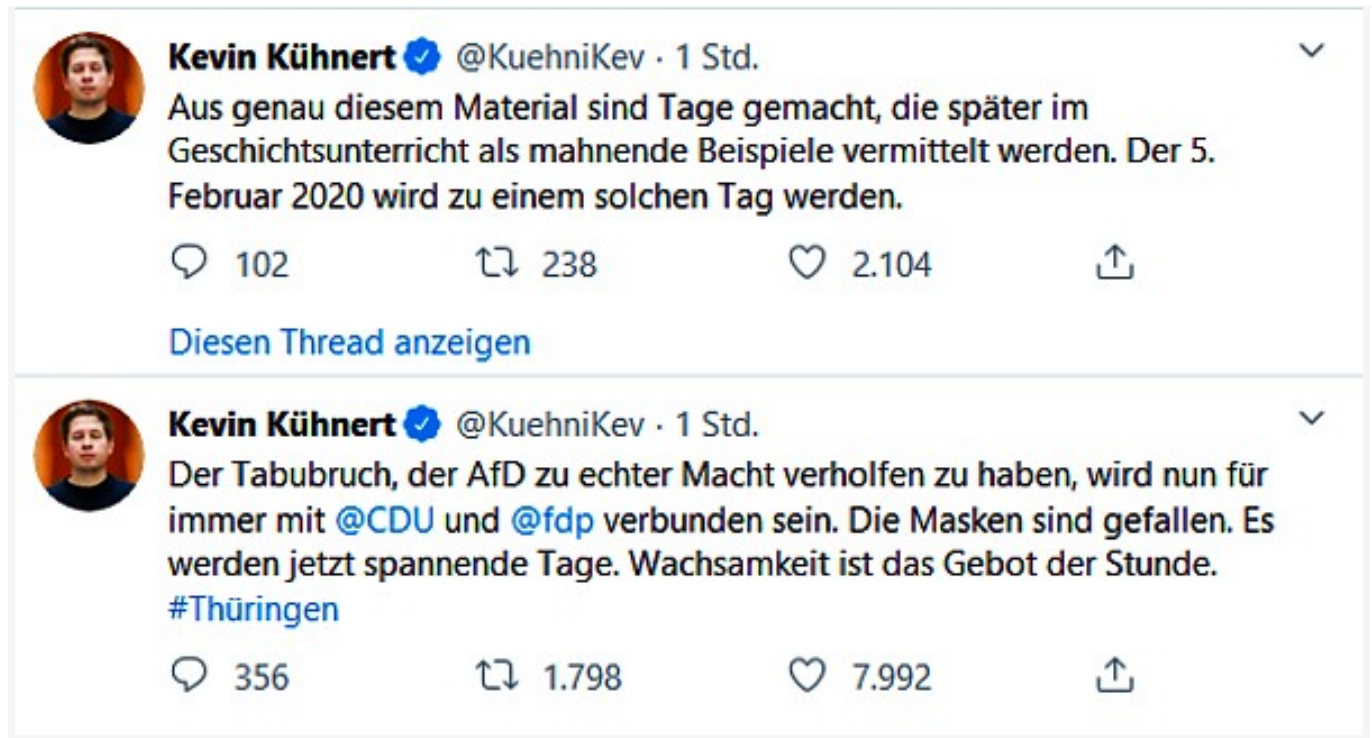 Kevin Kühnert @KuehniKev · 1 Std.
Aus genau diesem Material sind Tage gemacht, die später im
Geschichtsunterricht als mahnende Beispiele vermittelt werden. Der 5.
Februar 2020 wird zu einem solchen Tag werden.
102 238 2.104
Diesen Thread anzeigen
Kevin Kühnert @KuehniKev · 1 Std.
Der Tabubruch, der AfD zu echter Macht verholfen zu haben, wird nun für
immer mit @CDU und @fdp verbunden sein. Die Masken sind gefallen. Es
werden jetzt spannende Tage. Wachsamkeit ist das Gebot der Stunde.
#Thüringen
356 1.798 7.992